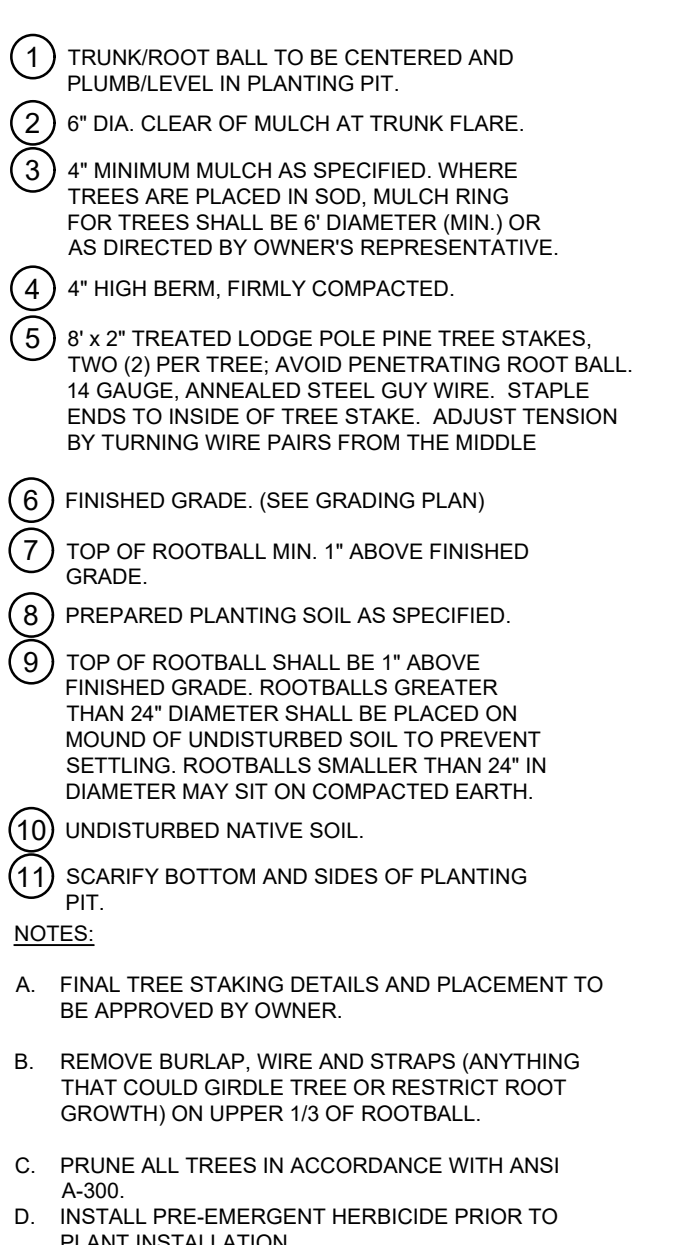 1 TRUNK/ROOT BALL TO BE CENTERED AND
PLUMB/LEVEL IN PLANTING PIT.
2 6" DIA. CLEAR OF MULCH AT TRUNK FLARE.
3 4" MINIMUM MULCH AS SPECIFIED. WHERE
TREES ARE PLACED IN SOD, MULCH RING
FOR TREES SHALL BE 6' DIAMETER (MIN.) OR
AS DIRECTED BY OWNER'S REPRESENTATIVE.
4 4" HIGH BERM, FIRMLY COMPACTED.
5 8' x 2" TREATED LODGE POLE PINE TREE STAKES,
TWO (2) PER TREE; AVOID PENETRATING ROOT BALL.
14 GAUGE, ANNEALED STEEL GUY WIRE. STAPLE
ENDS TO INSIDE OF TREE STAKE. ADJUST TENSION
BY TURNING WIRE PAIRS FROM THE MIDDLE
6 FINISHED GRADE. (SEE GRADING PLAN)
7 TOP OF ROOTBALL MIN. 1" ABOVE FINISHED
GRADE.
8 PREPARED PLANTING SOIL AS SPECIFIED.
9 TOP OF ROOTBALL SHALL BE 1" ABOVE
FINISHED GRADE. ROOTBALLS GREATER
THAN 24" DIAMETER SHALL BE PLACED ON
MOUND OF UNDISTURBED SOIL TO PREVENT
SETTLING. ROOTBALLS SMALLER THAN 24" IN
DIAMETER MAY SIT ON COMPACTED EARTH.
10 UNDISTURBED NATIVE SOIL.
11 SCARIFY BOTTOM AND SIDES OF PLANTING
PIT.
NOTES:
A. FINAL TREE STAKING DETAILS AND PLACEMENT TO
BE APPROVED BY OWNER.
B. REMOVE BURLAP, WIRE AND STRAPS (ANYTHING
THAT COULD GIRDLE TREE OR RESTRICT ROOT
GROWTH) ON UPPER 1/3 OF ROOTBALL.
C. PRUNE ALL TREES IN ACCORDANCE WITH ANSI
A-300.
D. INSTALL PRE-EMERGENT HERBICIDE PRIOR TO
PLANT INSTALLATION